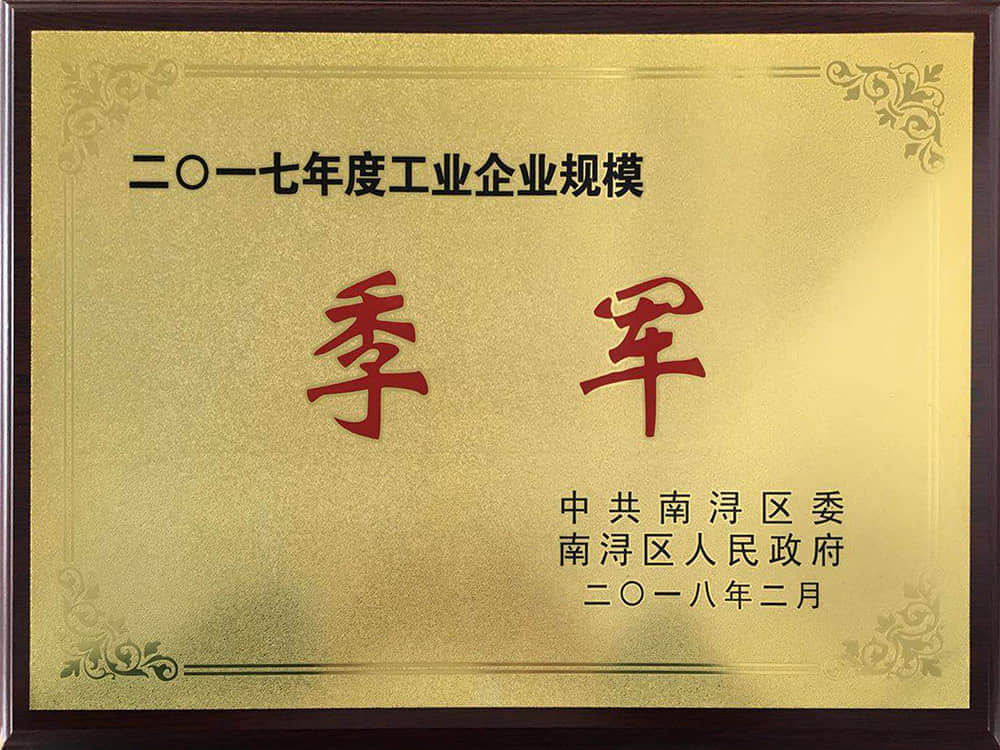 二〇一七年度工业企业规模
季军
中共南浔区委
南浔区人民政府
二〇一八年二月